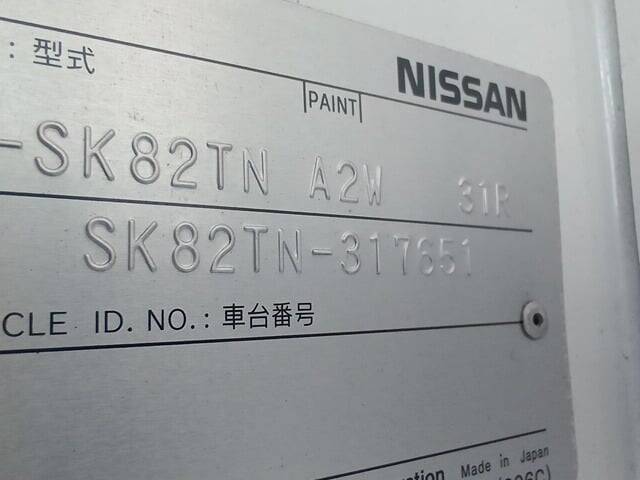 : 型式
PAINT NISSAN
-SK82TN A2W 31R
SK82TN-317651
CLE ID. NO.: 車台番号
Made in Japan